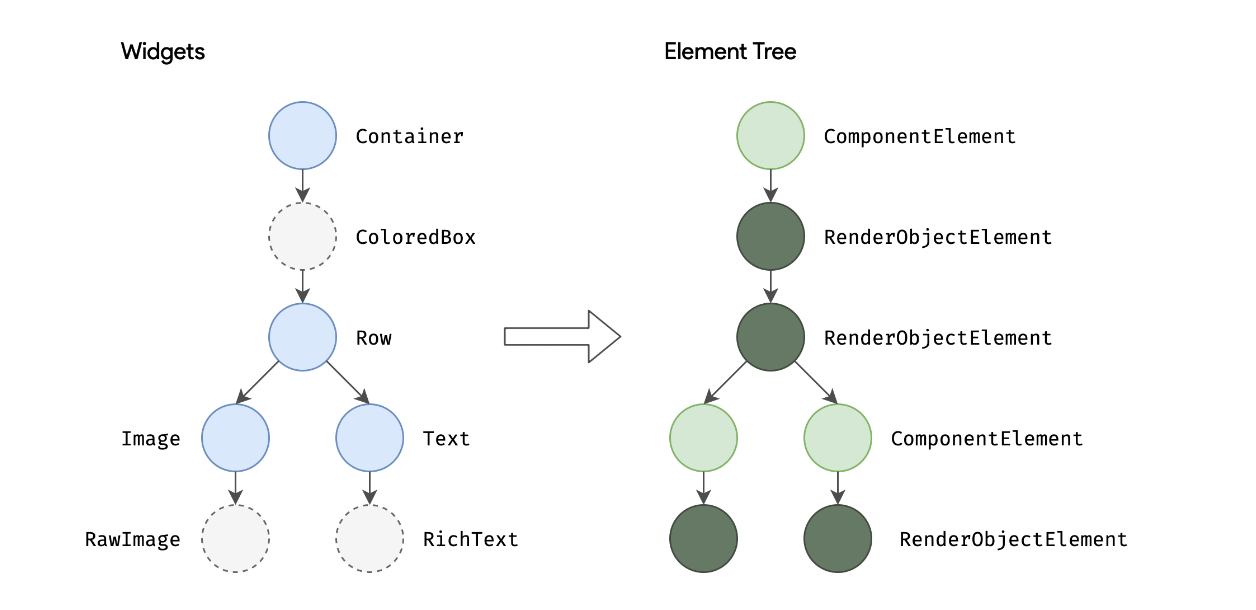 Widgets
Element Tree
Container
ComponentElement
ColoredBox
RenderObjectElement
Row
RenderObjectElement
Image
Text
ComponentElement
RawImage
RichText
RenderObjectElement